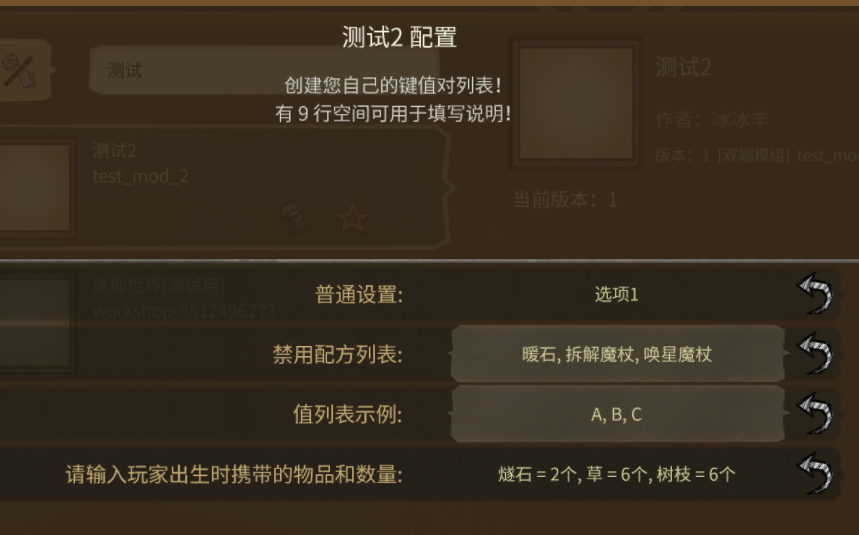 测试2 配置
创建您自己的键值对列表！
有 9 行空间可用于填写说明！
测试
测试2
test_mod_2
测试2
作者：冰冰羊
版本：1 [双端模组] test_mo
当前版本：1
迷你世界[测试用]
workshop-3512496273
普通设置: 选项1
禁用配方列表: 暖石, 拆解魔杖, 唤星魔杖
值列表示例: A, B, C
请输入玩家出生时携带的物品和数量: 燧石 = 2个, 草 = 6个, 树枝 = 6个